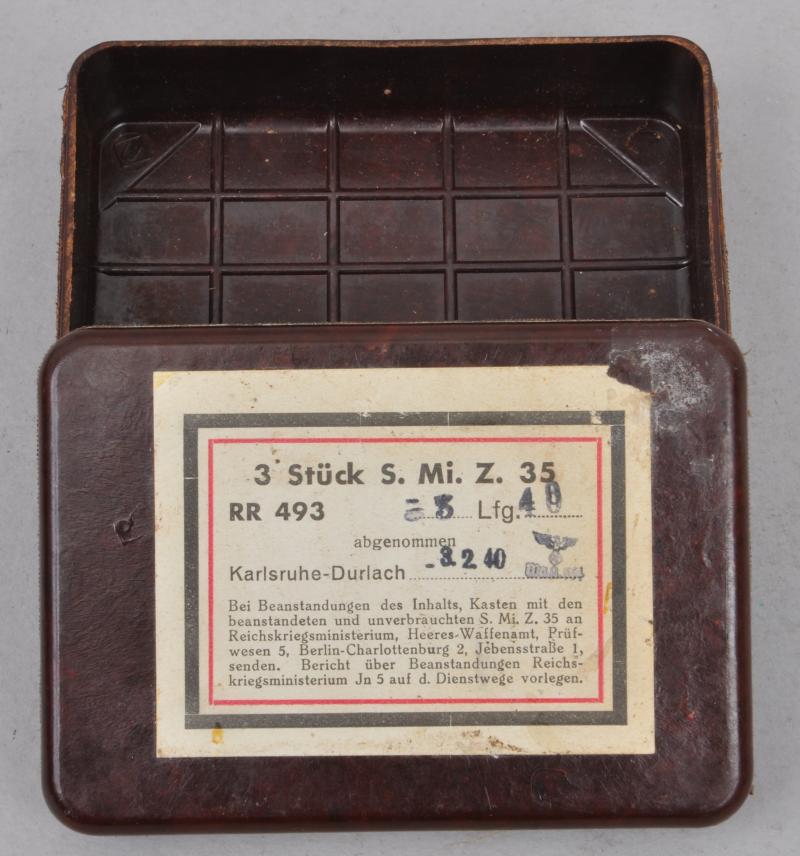 3 Stück S. Mi. Z. 35
RR 493 Lfg. 40
abgenommen
Karlsruhe-Durlach -3.2.40
Bei Beanstandungen des Inhalts, Kasten mit den
beanstandeten und unverbrauchten S. Mi. Z. 35 an
Reichskriegsministerium, Heeres-Waffenamt, Prüf-
wesen 5, Berlin-Charlottenburg 2, Jebensstraße 1,
senden. Bericht über Beanstandungen Reichs-
kriegsministerium Jn 5 auf d. Dienstwege vorlegen.